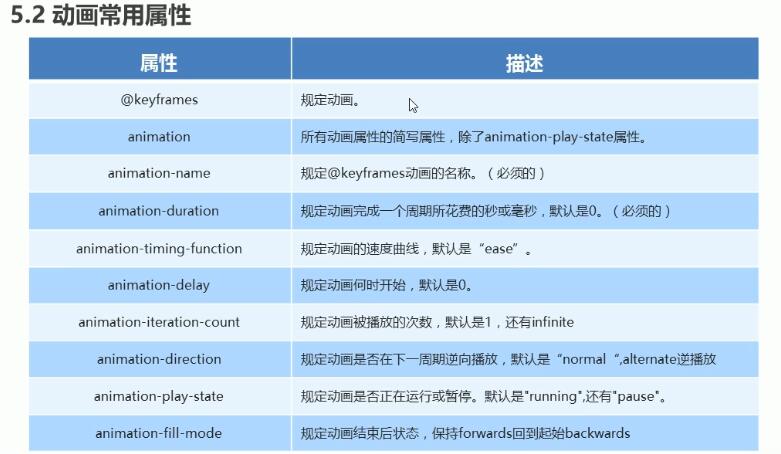 5.2 动画常用属性
属性 描述
@keyframes 规定动画。
animation 所有动画属性的简写属性，除了animation-play-state属性。
animation-name 规定@keyframes动画的名称。（必须的）
animation-duration 规定动画完成一个周期所花费的秒或毫秒，默认是0。（必须的）
animation-timing-function 规定动画的速度曲线，默认是“ease”。
animation-delay 规定动画何时开始，默认是0。
animation-iteration-count 规定动画被播放的次数，默认是1，还有infinite
animation-direction 规定动画是否在下一周期逆向播放，默认是“normal“,alternate逆播放
animation-play-state 规定动画是否正在运行或暂停。默认是"running",还有"pause"。
animation-fill-mode 规定动画结束后状态，保持forwards回到起始backwards